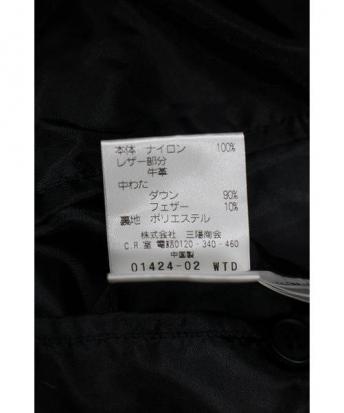 本体 ナイロン 100%
レザー部分
牛革
中わた
ダウン 90%
フェザー 10%
裏地 ポリエステル
株式会社 三陽商会
C.R.室 電話0120-340-460
中国製
01424-02 WTD